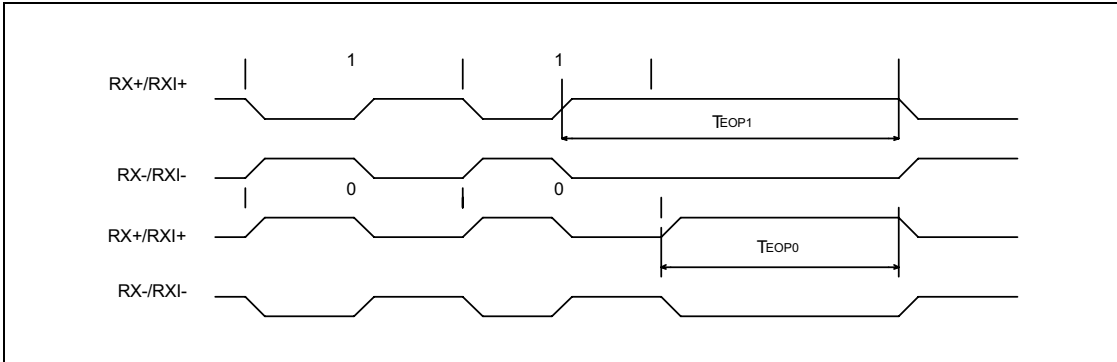 1 1
RX+/RXI+
TEOP1
RX-/RXI-
0 0
RX+/RXI+
TEOP0
RX-/RXI-